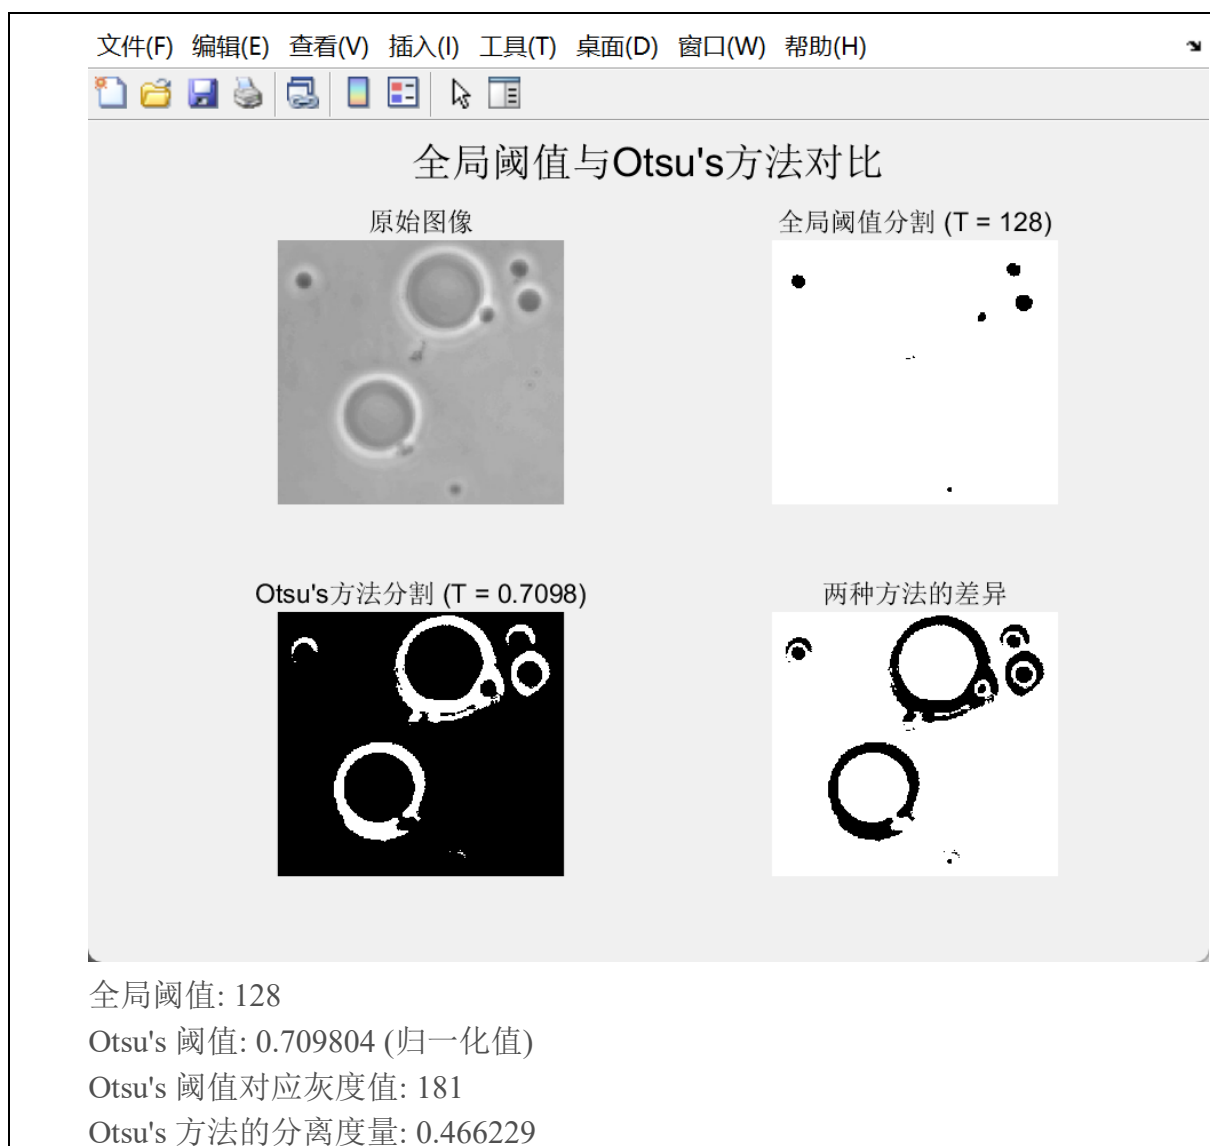 文件(F) 编辑(E) 查看(V) 插入(I) 工具(T) 桌面(D) 窗口(W) 帮助(H)
全局阈值与Otsu's方法对比
原始图像
全局阈值分割 (T = 128)
Otsu's方法分割 (T = 0.7098)
两种方法的差异
全局阈值: 128
Otsu's 阈值: 0.709804 (归一化值)
Otsu's 阈值对应灰度值: 181
Otsu's 方法的分离度量: 0.466229